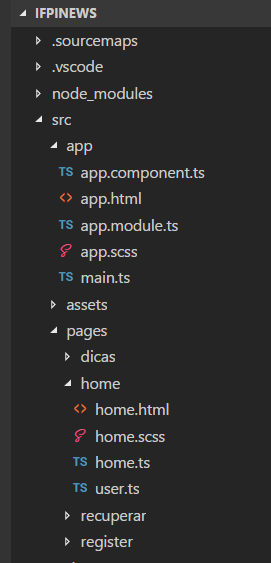 IFPINEWS
.sourcemaps
.vscode
node_modules
src
app
TS app.component.ts
<> app.html
TS app.module.ts
app.scss
TS main.ts
assets
pages
dicas
home
<> home.html
home.scss
TS home.ts
TS user.ts
recuperar
register